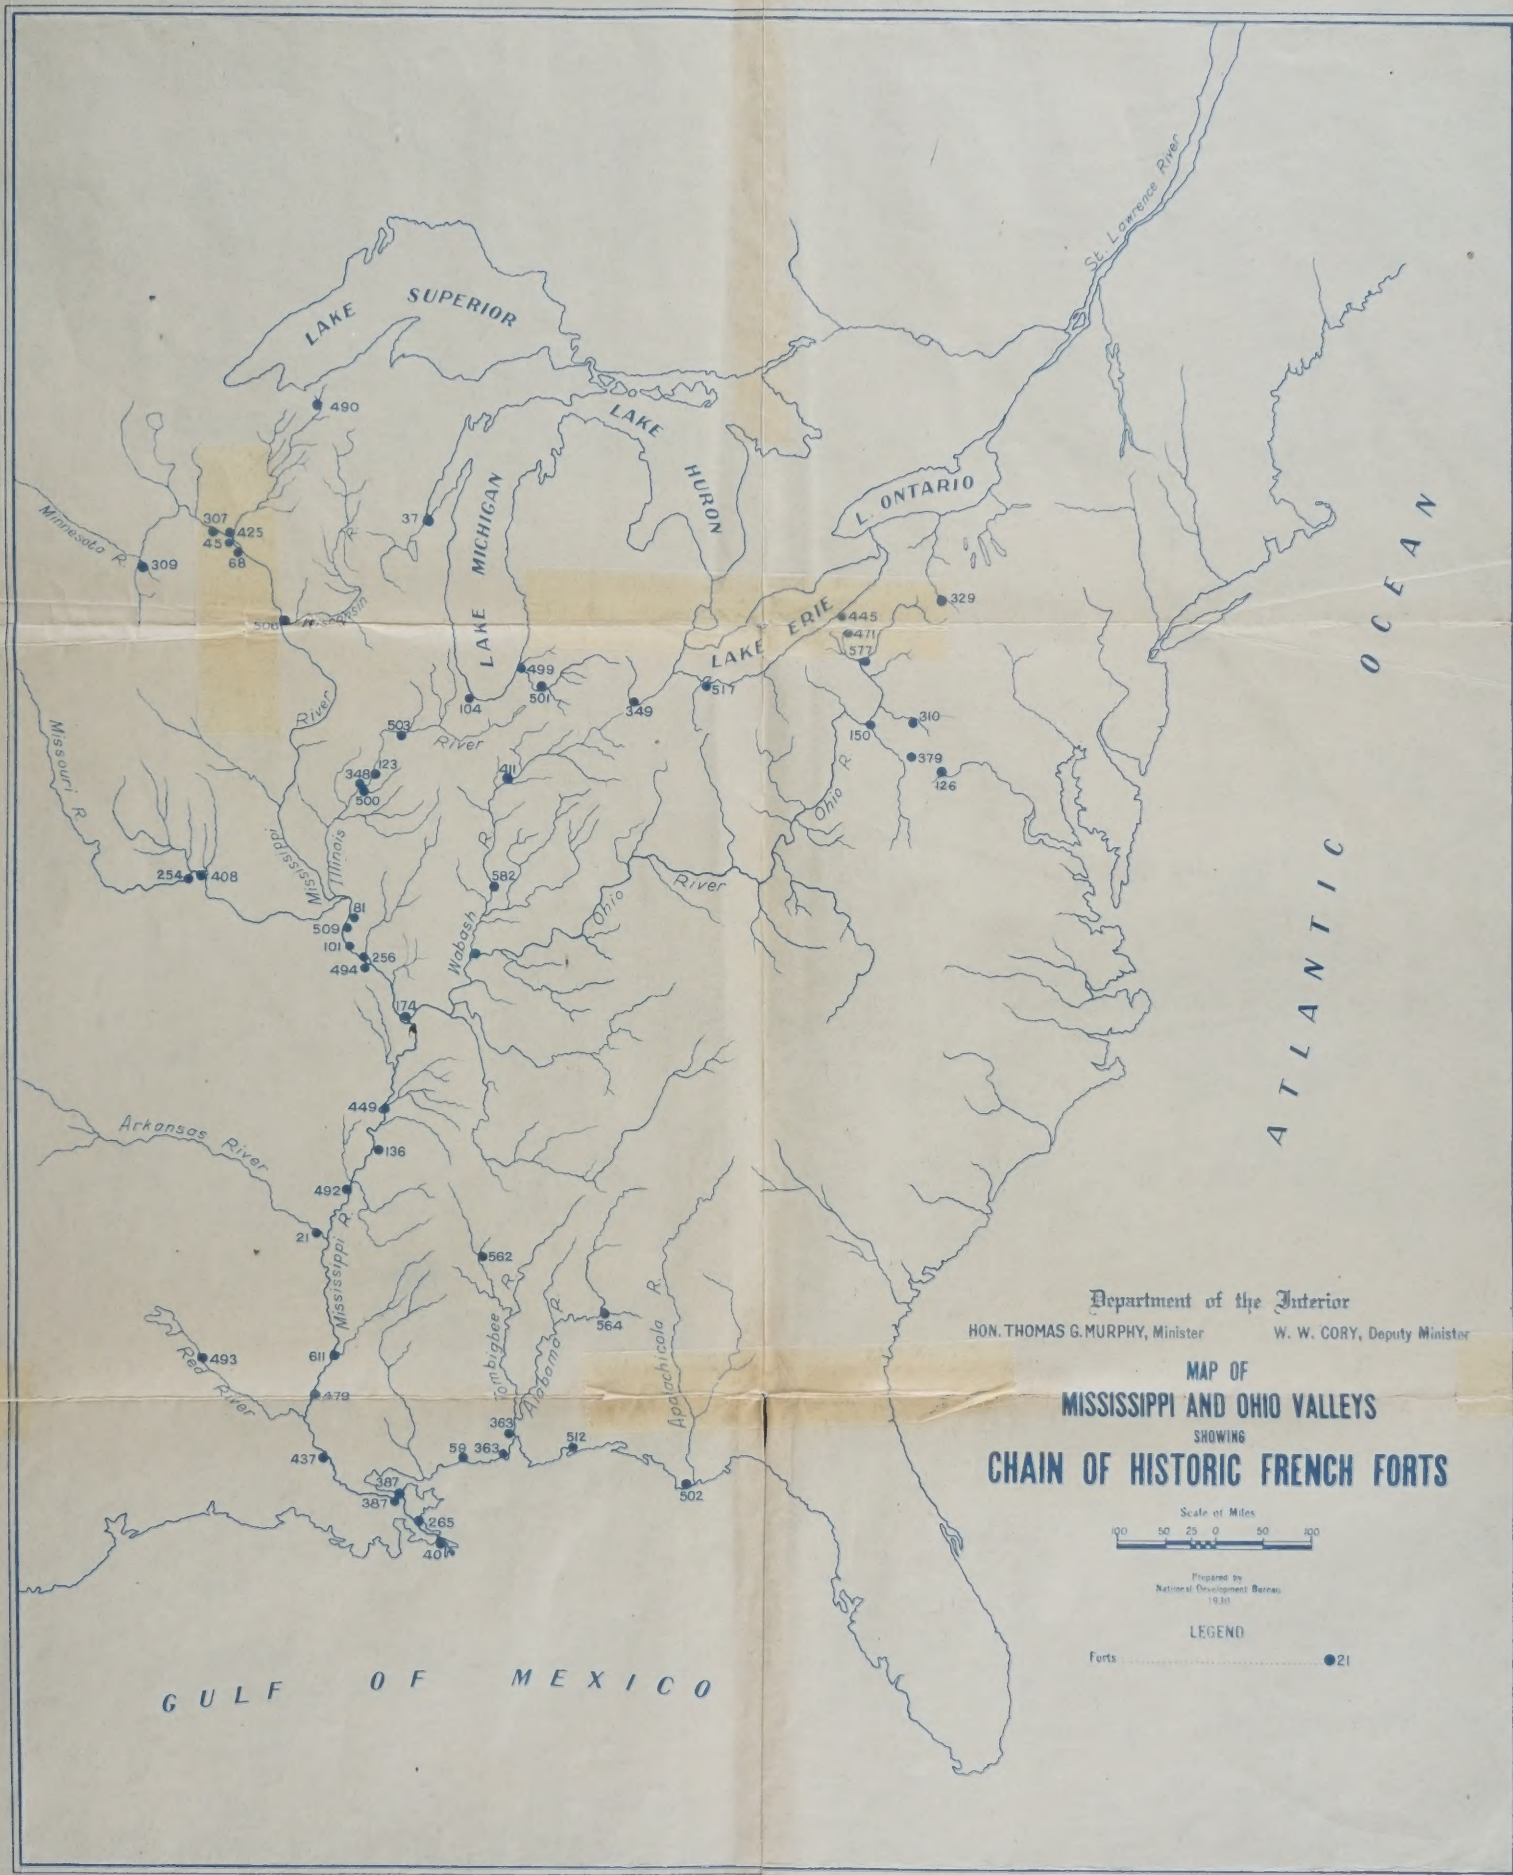 St. Lawrence River
LAKE SUPERIOR
490
LAKE HURON
LAKE MICHIGAN
L. ONTARIO
37
Minnesota R.
307
425
45
68
309
R.
329
Wisconsin
LAKE ERIE
445
471
577
499
501
517
104
349
River
503
River
310
150
379
126
Missouri R.
123
348
500
411
Ohio R.
Mississippi
Illinois
254
408
R.
582
River
Ohio
81
509
101
256
494
Wabash
174
449
136
Arkansas River
492
21
Mississippi R.
562
564
Tombigbee R.
Alabama R.
Apalachicola R.
493
Red River
611
479
363
59
363
512
437
387
387
502
265
401
ATLANTIC OCEAN
GULF OF MEXICO
Department of the Interior
HON. THOMAS G. MURPHY, Minister W. W. CORY, Deputy Minister
MAP OF
MISSISSIPPI AND OHIO VALLEYS
SHOWING
CHAIN OF HISTORIC FRENCH FORTS
Scale of Miles
100 50 25 0 50 100
Prepared by
National Development Bureau
1930
LEGEND
Forts 21